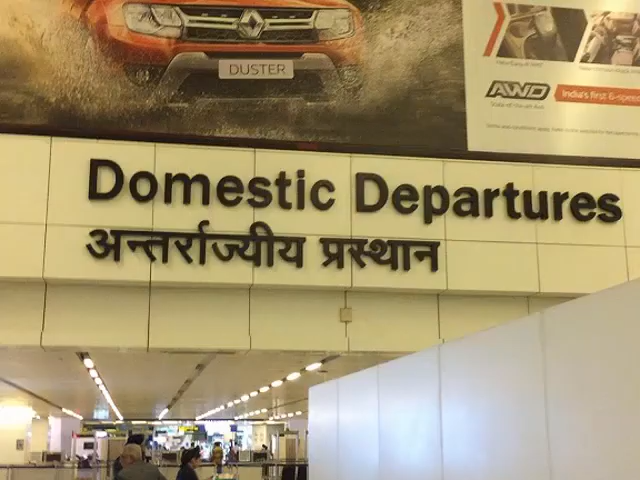 DUSTER
AWD
India's first 6-speed
Domestic Departures
अन्तर्राज्यीय प्रस्थान